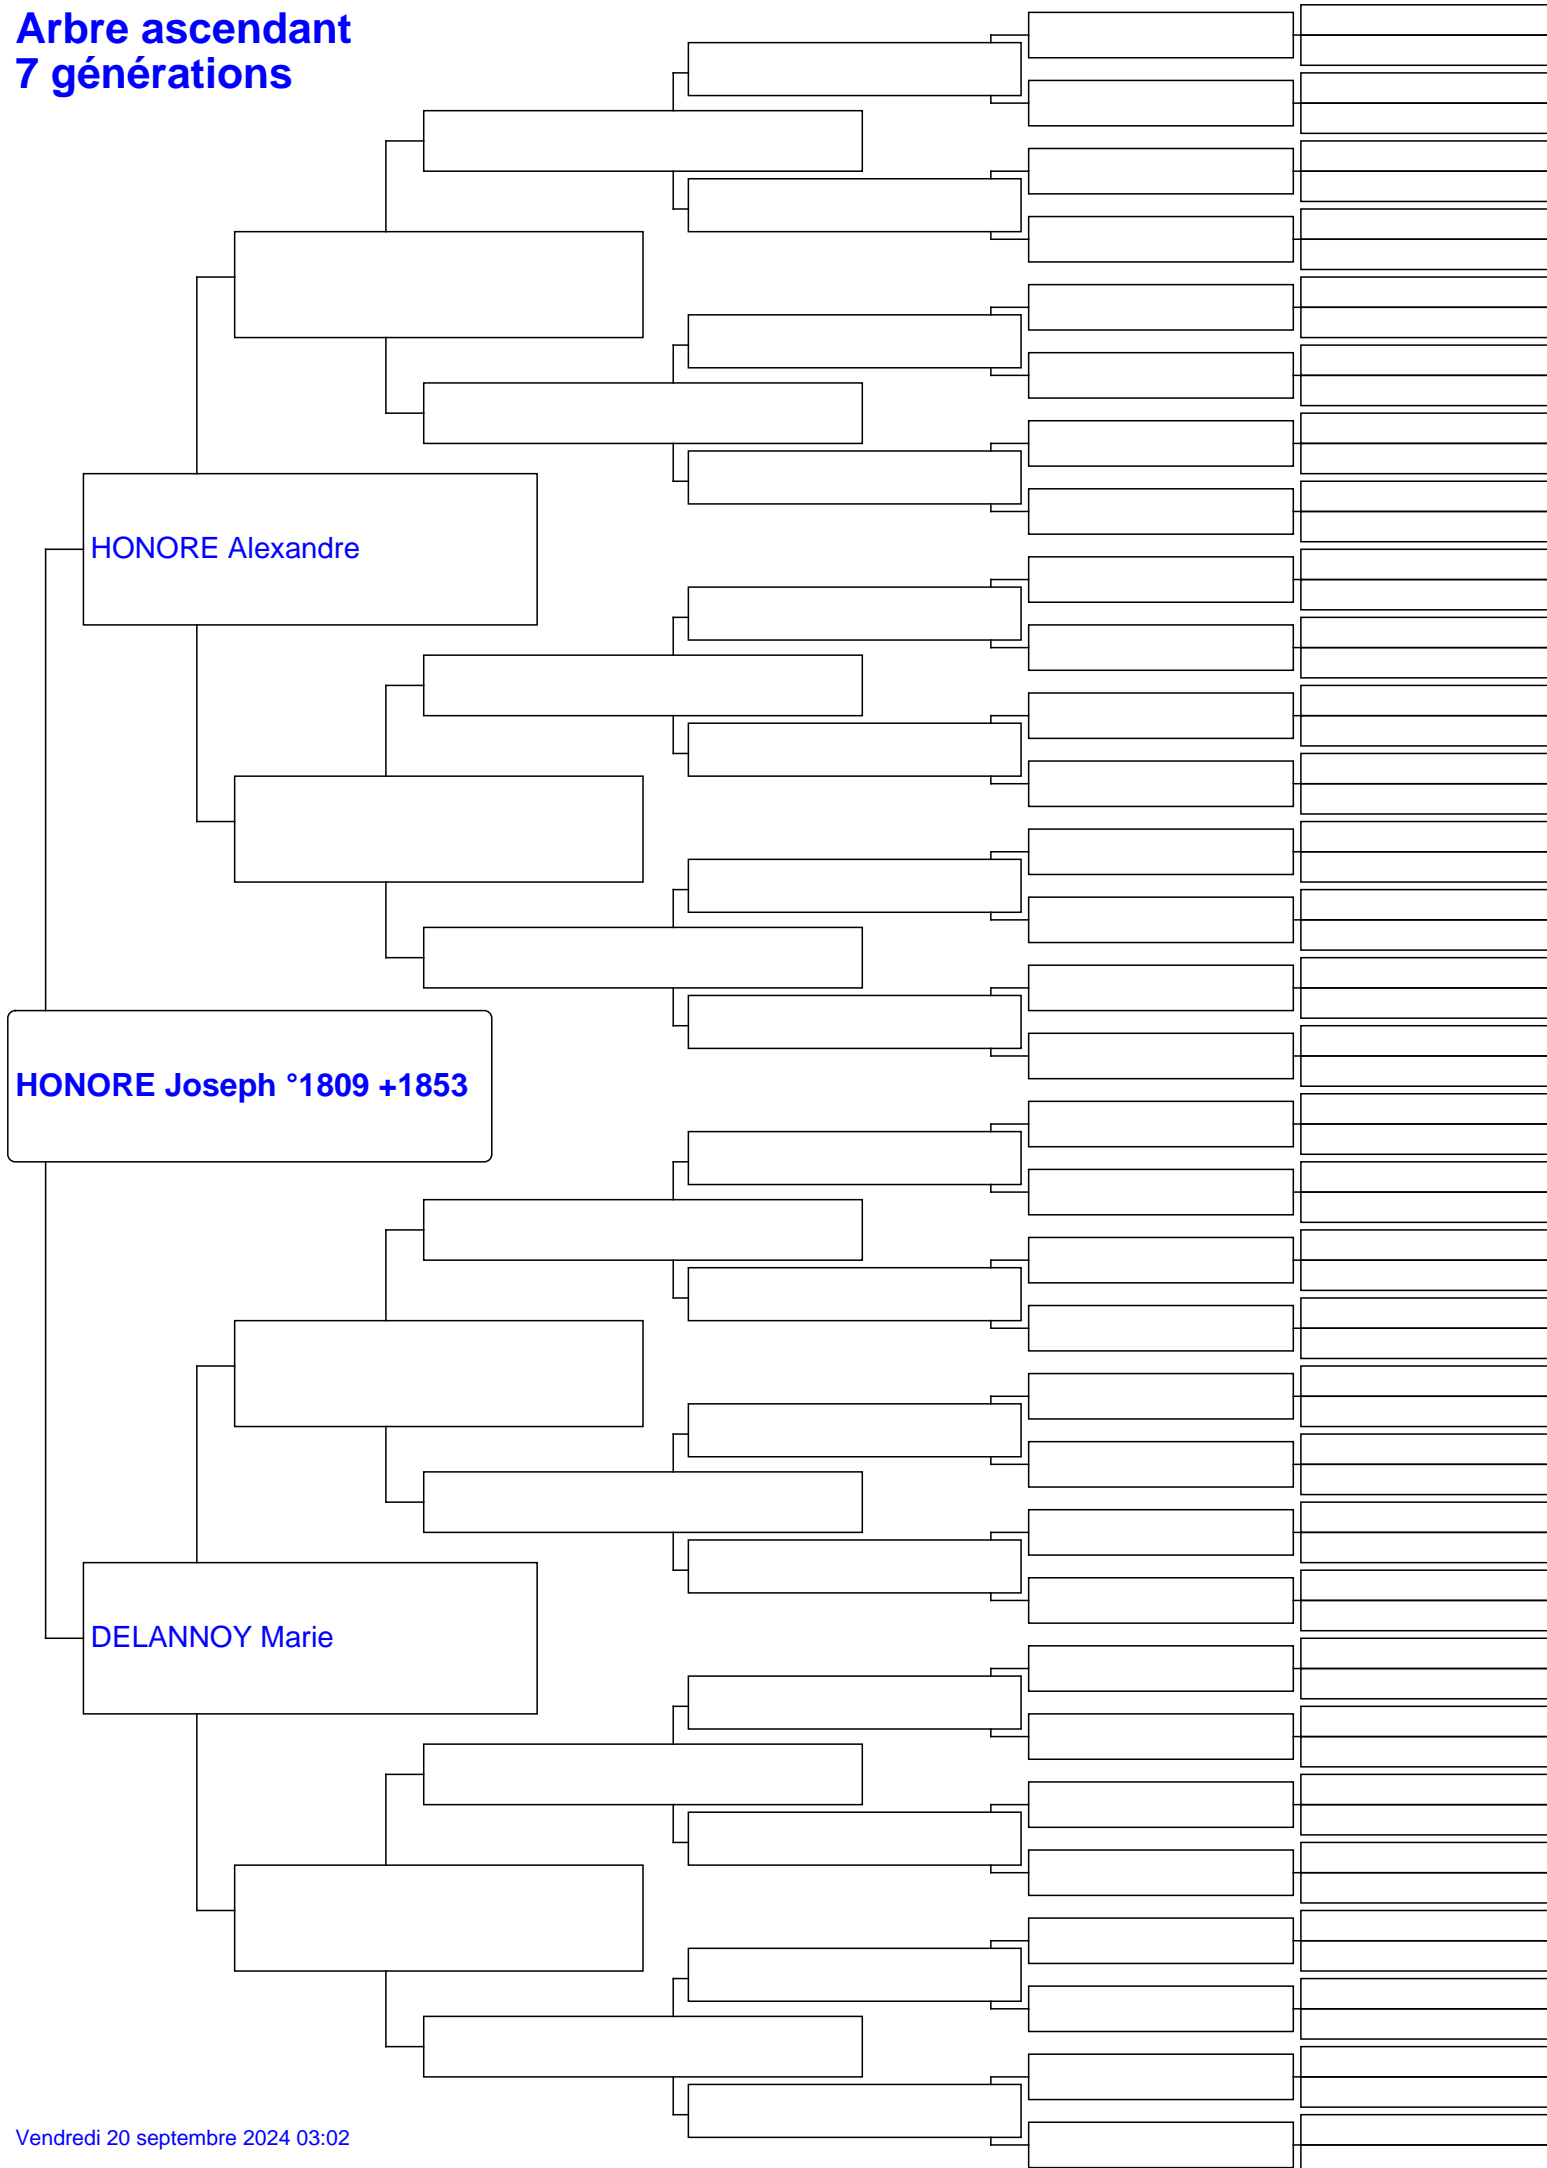 Arbre ascendant
7 générations
HONORE Alexandre
HONORE Joseph °1809 +1853
DELANNOY Marie
Vendredi 20 septembre 2024 03:02